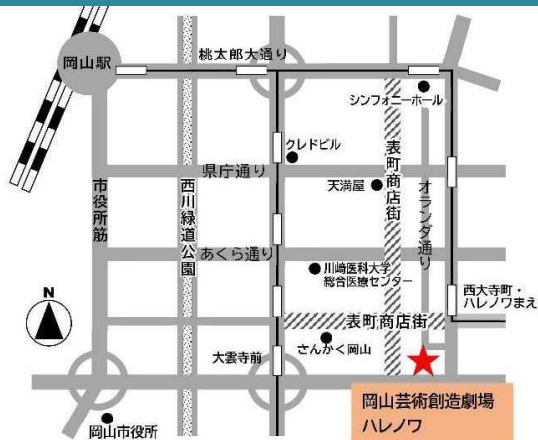 桃太郎大通り
岡山駅
シンフォニーホール
クレドビル
表町商店街
県庁通り
天満屋
市役所筋
西川緑道公園
オランダ通り
あくら通り
川崎医科大学
総合医療センター
西大寺町・
ハレノワまえ
N
表町商店街
大雲寺前
さんかく岡山
岡山芸術創造劇場
ハレノワ
岡山市役所